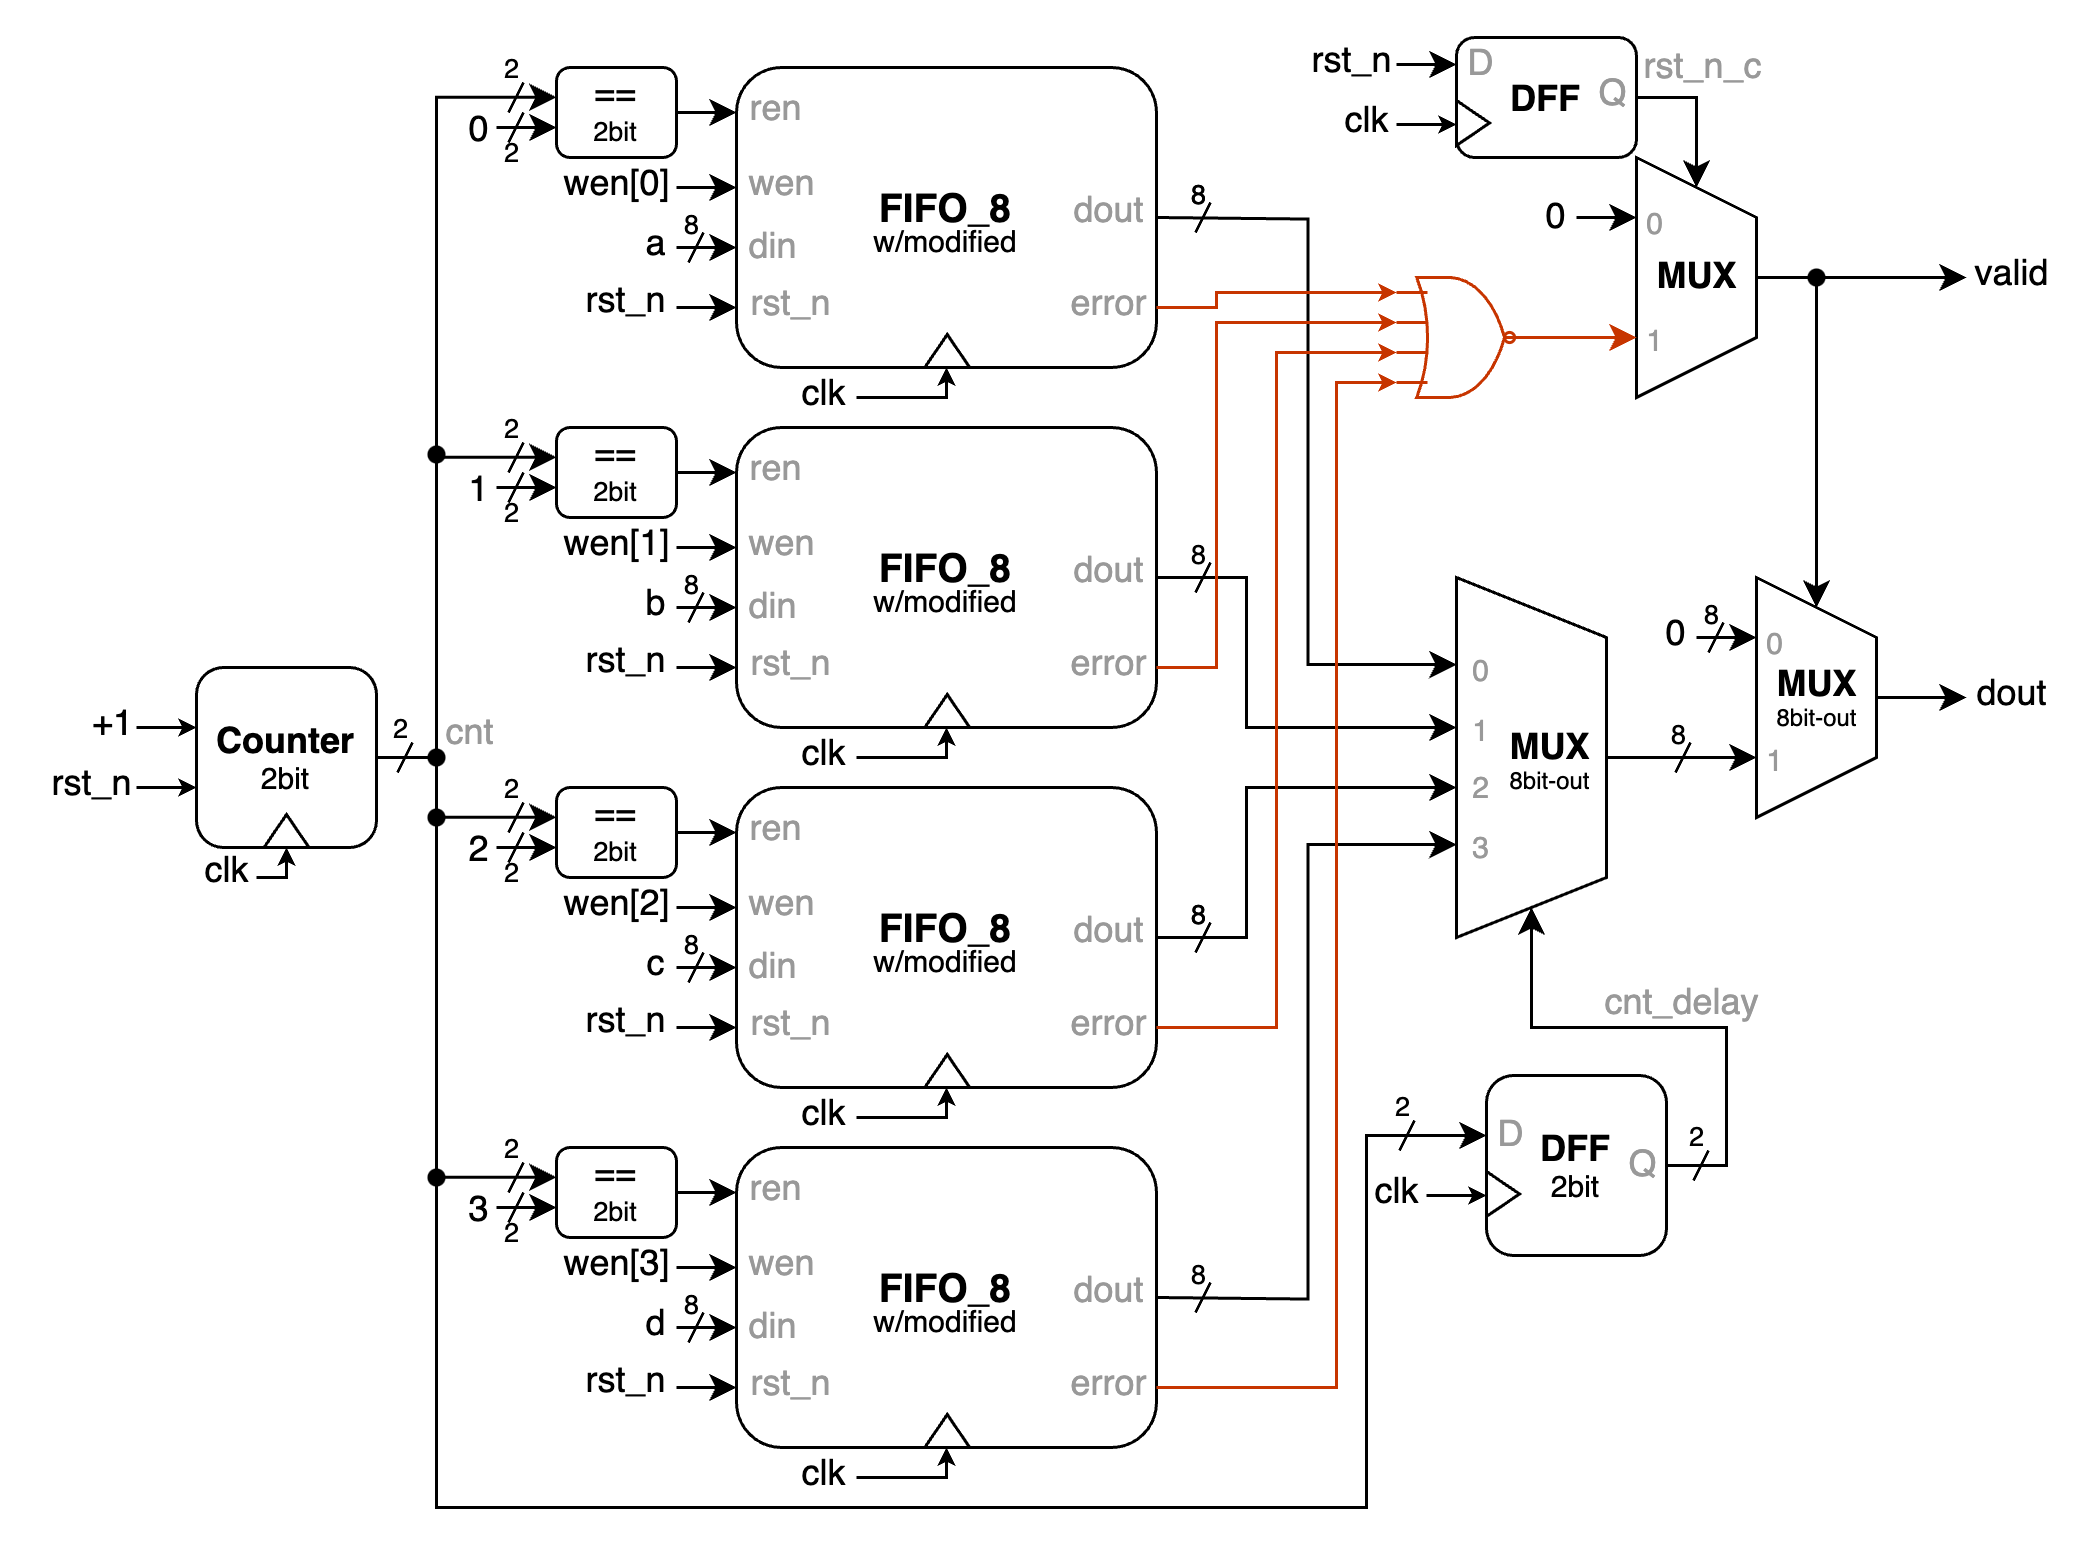 2
0
2
==
2bit
wen[0]
8
a
rst_n
ren
wen
din
rst_n
FIFO_8
w/modified
dout
error
clk
8
2
1
2
==
2bit
wen[1]
8
b
rst_n
ren
wen
din
rst_n
FIFO_8
w/modified
dout
error
clk
8
+1
rst_n
Counter
2bit
clk
2
cnt
2
2
2
==
2bit
wen[2]
8
c
rst_n
ren
wen
din
rst_n
FIFO_8
w/modified
dout
error
clk
8
2
3
2
==
2bit
wen[3]
8
d
rst_n
ren
wen
din
rst_n
FIFO_8
w/modified
dout
error
clk
8
rst_n
clk
D
DFF
Q
rst_n_c
0
0
MUX
1
valid
0
1
2
3
MUX
8bit-out
8
0
8
0
MUX
8bit-out
1
dout
cnt_delay
2
clk
D
DFF
2bit
Q
2